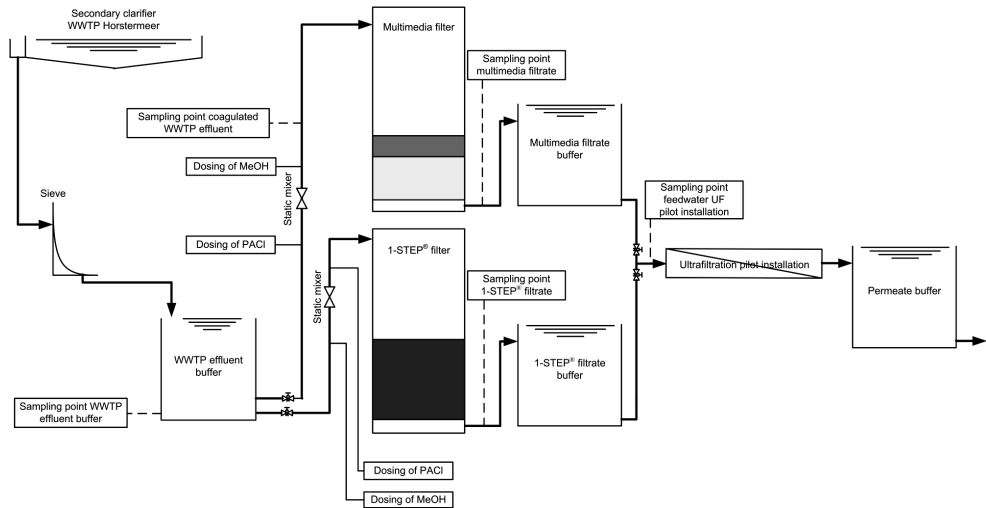 Secondary clarifier
WWTP Horstermeer
Multimedia filter
Sampling point
multimedia filtrate
Sampling point coagulated
WWTP effluent
Multimedia filtrate
buffer
Dosing of MeOH
Static mixer
Sieve
Sampling point
feedwater UF
pilot installation
Dosing of PACl
1-STEP® filter
Static mixer
Ultrafiltration pilot installation
Sampling point
1-STEP® filtrate
Permeate buffer
WWTP effluent
buffer
1-STEP® filtrate
buffer
Sampling point WWTP
effluent buffer
Dosing of PACl
Dosing of MeOH